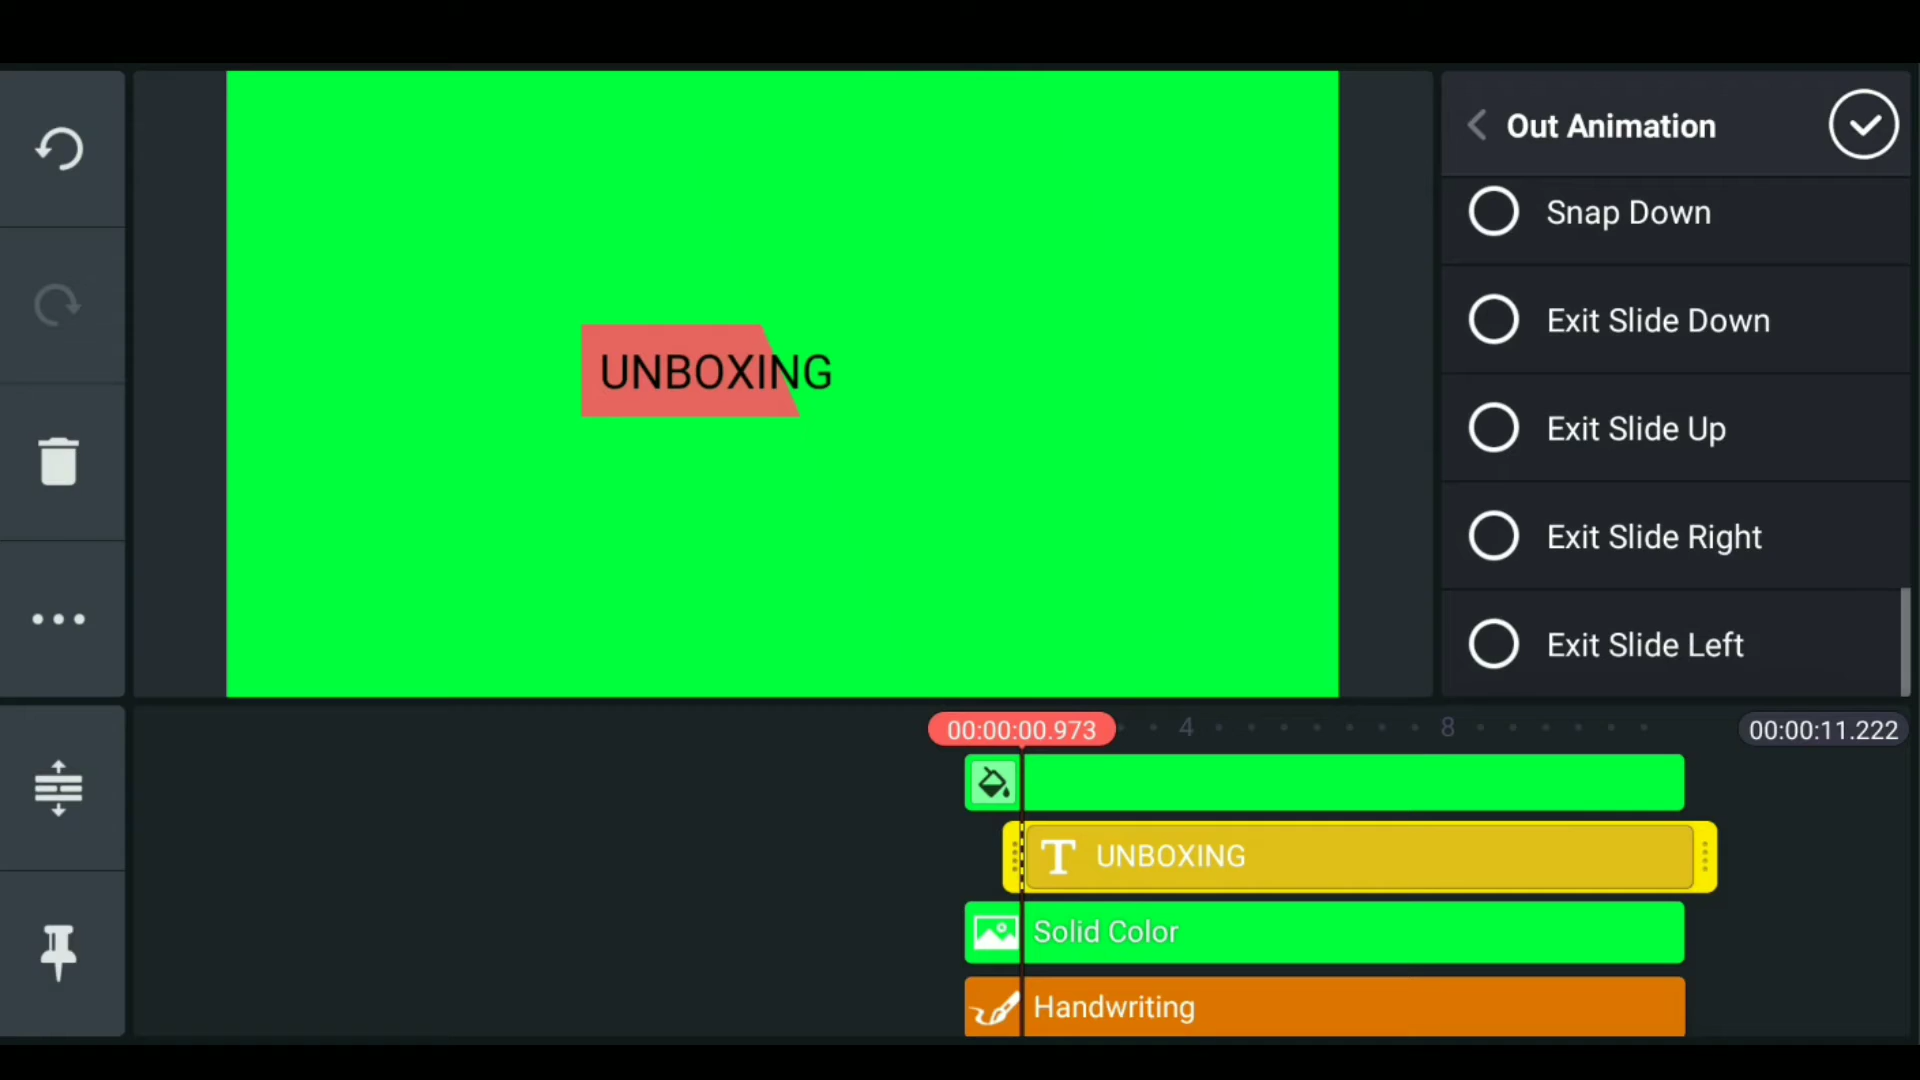 Out Animation
Snap Down
Exit Slide Down
UNBOXING
Exit Slide Up
Exit Slide Right
Exit Slide Left
00:00:00.973
4
8
00:00:11.222
UNBOXING
Solid Color
Handwriting